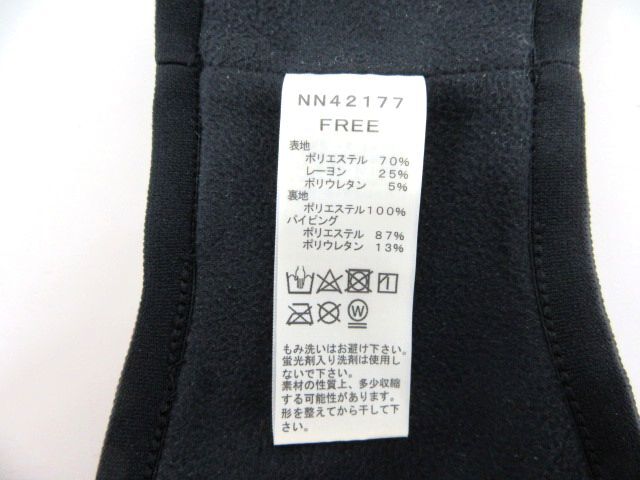 NN42177
FREE
表地
ポリエステル 70%
レーヨン 25%
ポリウレタン 5%
裏地
ポリエステル100%
パイピング
ポリエステル 87%
ポリウレタン 13%
W
もみ洗いはお避け下さい。
蛍光剤入り洗剤は使用し
ないで下さい。
素材の性質上、多少収縮
する可能性があります。
形を整えてから干して下
さい。